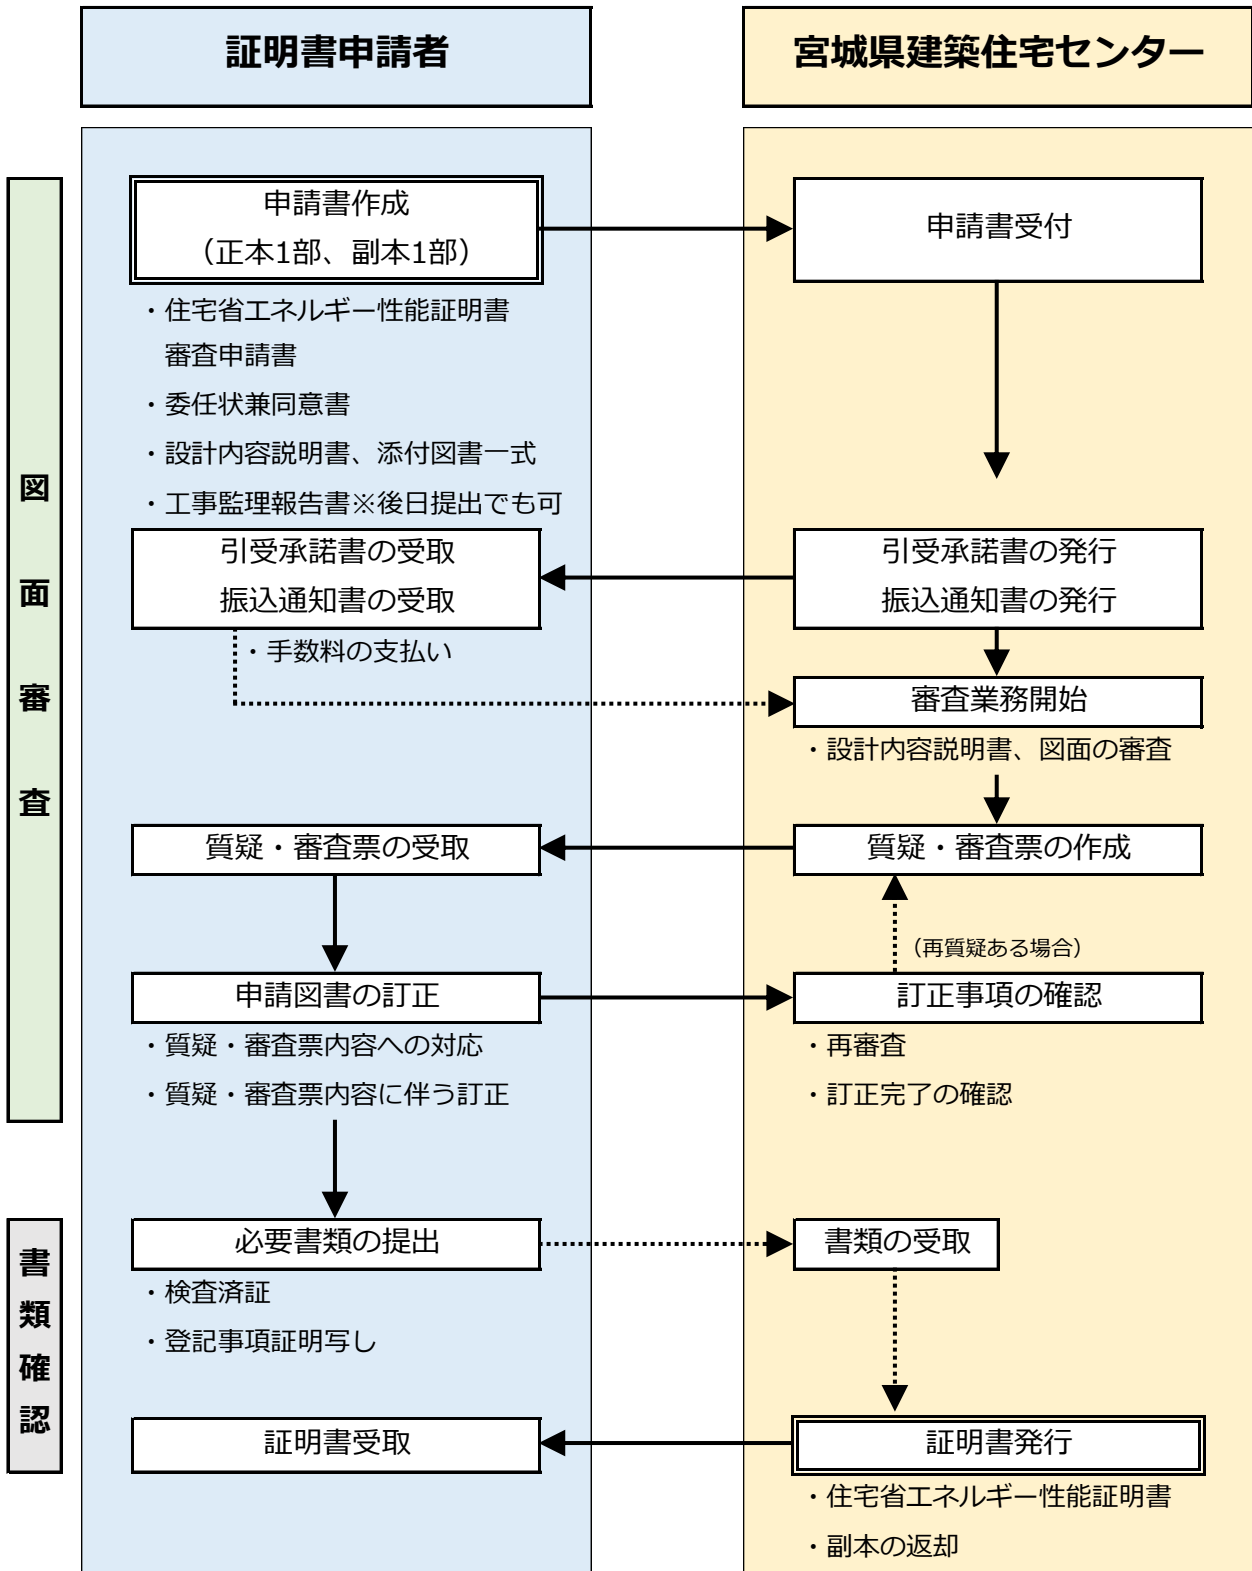 証明書申請者
宮城県建築住宅センター
図面審査
申請書作成
（正本1部、副本1部）
申請書受付
・住宅省エネルギー性能証明書
審査申請書
・委任状兼同意書
・設計内容説明書、添付図書一式
・工事監理報告書※後日提出でも可
引受承諾書の受取
振込通知書の受取
引受承諾書の発行
振込通知書の発行
・手数料の支払い
審査業務開始
・設計内容説明書、図面の審査
質疑・審査票の受取
質疑・審査票の作成
（再質疑ある場合）
申請図書の訂正
訂正事項の確認
・質疑・審査票内容への対応
・質疑・審査票内容に伴う訂正
・再審査
・訂正完了の確認
書類確認
必要書類の提出
書類の受取
・検査済証
・登記事項証明写し
証明書受取
証明書発行
・住宅省エネルギー性能証明書
・副本の返却